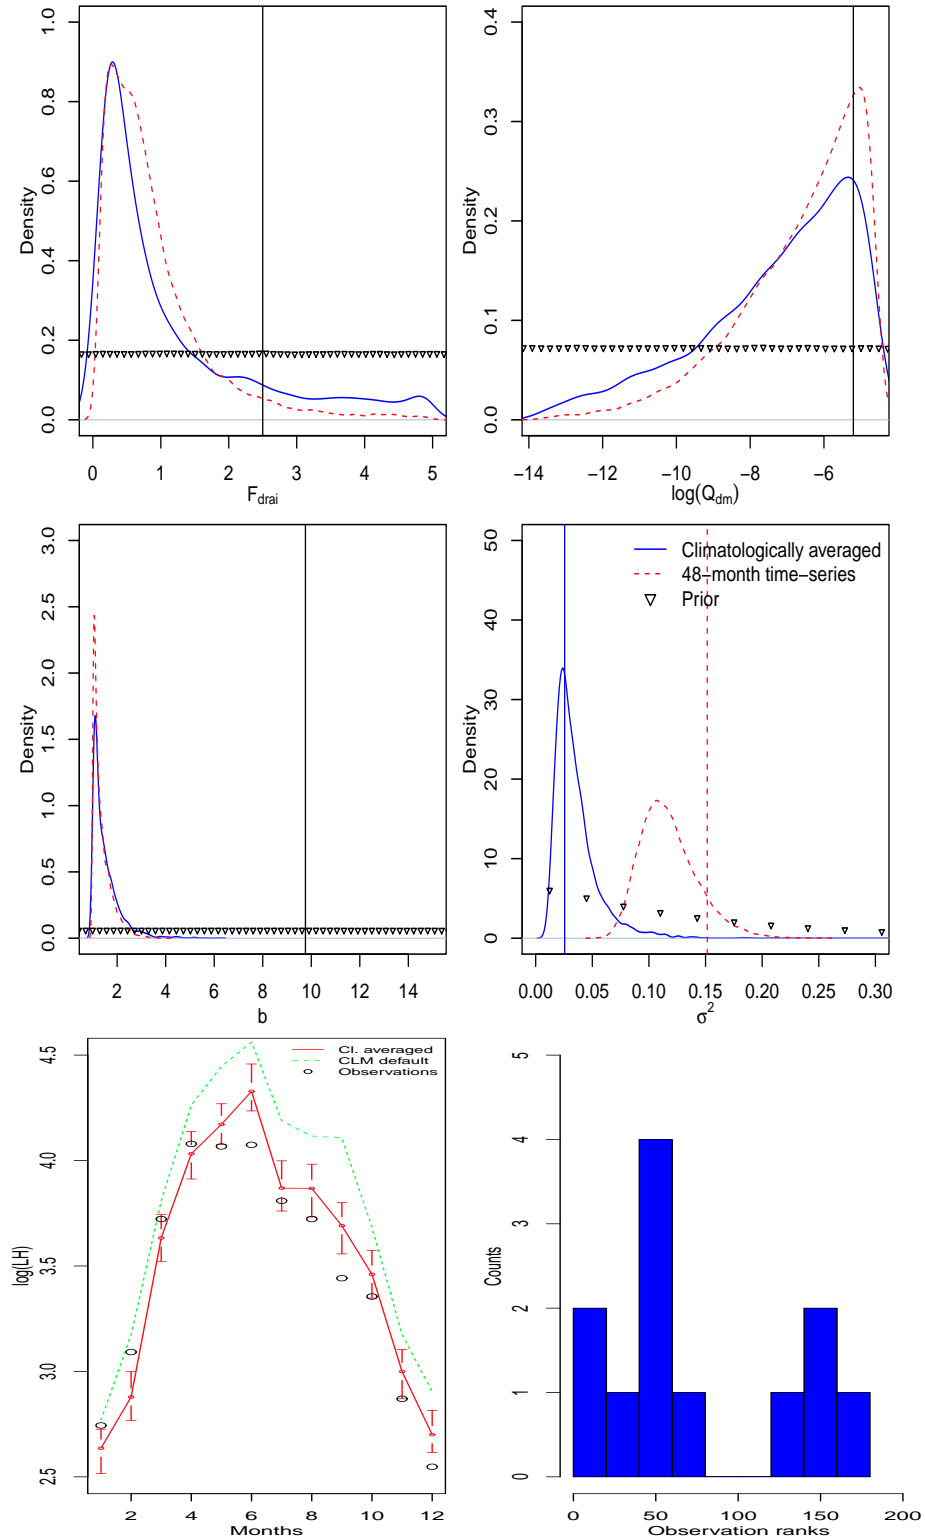 0.0 0.2 0.4 0.6 0.8 1.0
Density
0 1 2 3 4 5
F_drai
0.0 0.1 0.2 0.3 0.4
Density
−14 −12 −10 −8 −6
log(Q_dm)
0.0 0.5 1.0 1.5 2.0 2.5 3.0
Density
2 4 6 8 10 12 14
b
0 10 20 30 40 50
Density
Climatologically averaged
48−month time−series
Prior
0.00 0.05 0.10 0.15 0.20 0.25 0.30
σ²
2.5 3.0 3.5 4.0 4.5
log(LH)
Cl. averaged
CLM default
Observations
2 4 6 8 10 12
Months
0 1 2 3 4 5
Counts
0 50 100 150 200
Observation ranks